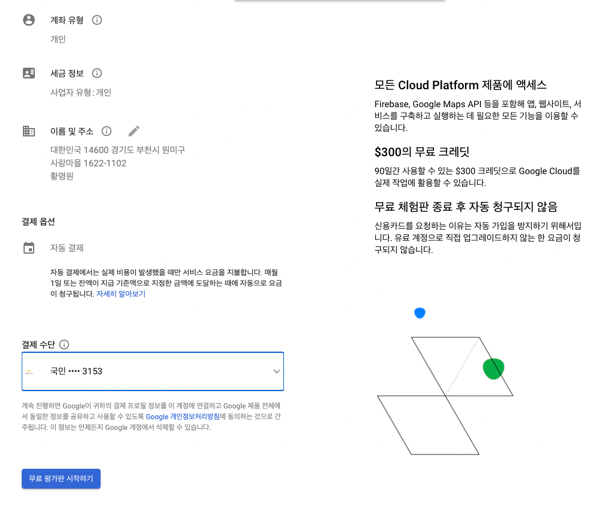 계좌 유형
개인
세금 정보
사업자 유형: 개인
이름 및 주소
대한민국 14600 경기도 부천시 원미구
사랑마을 1622-1102
황명원
결제 옵션
자동 결제
자동 결제에서는 실제 비용이 발생했을 때만 서비스 요금을 지불합니다. 매월
1일 또는 잔액이 지급 기준액으로 지정한 금액에 도달하는 때에 자동으로 요금
이 청구됩니다. 자세히 알아보기
결제 수단
국민 •••• 3153
계속 진행하면 Google이 귀하의 결제 프로필 정보를 이 계정에 연결하고 Google 제품 전체에
서 동일한 정보를 공유하고 사용할 수 있도록 Google 개인정보처리방침에 동의하는 것으로 간
주됩니다. 이 정보는 언제든지 Google 계정에서 삭제할 수 있습니다.
무료 평가판 시작하기
모든 Cloud Platform 제품에 액세스
Firebase, Google Maps API 등을 포함해 앱, 웹사이트, 서
비스를 구축하고 실행하는 데 필요한 모든 기능을 이용할 수
있습니다.
$300의 무료 크레딧
90일간 사용할 수 있는 $300 크레딧으로 Google Cloud를
실제 작업에 활용할 수 있습니다.
무료 체험판 종료 후 자동 청구되지 않음
신용카드를 요청하는 이유는 자동 가입을 방지하기 위해서입
니다. 유료 계정으로 직접 업그레이드하지 않는 한 요금이 청
구되지 않습니다.